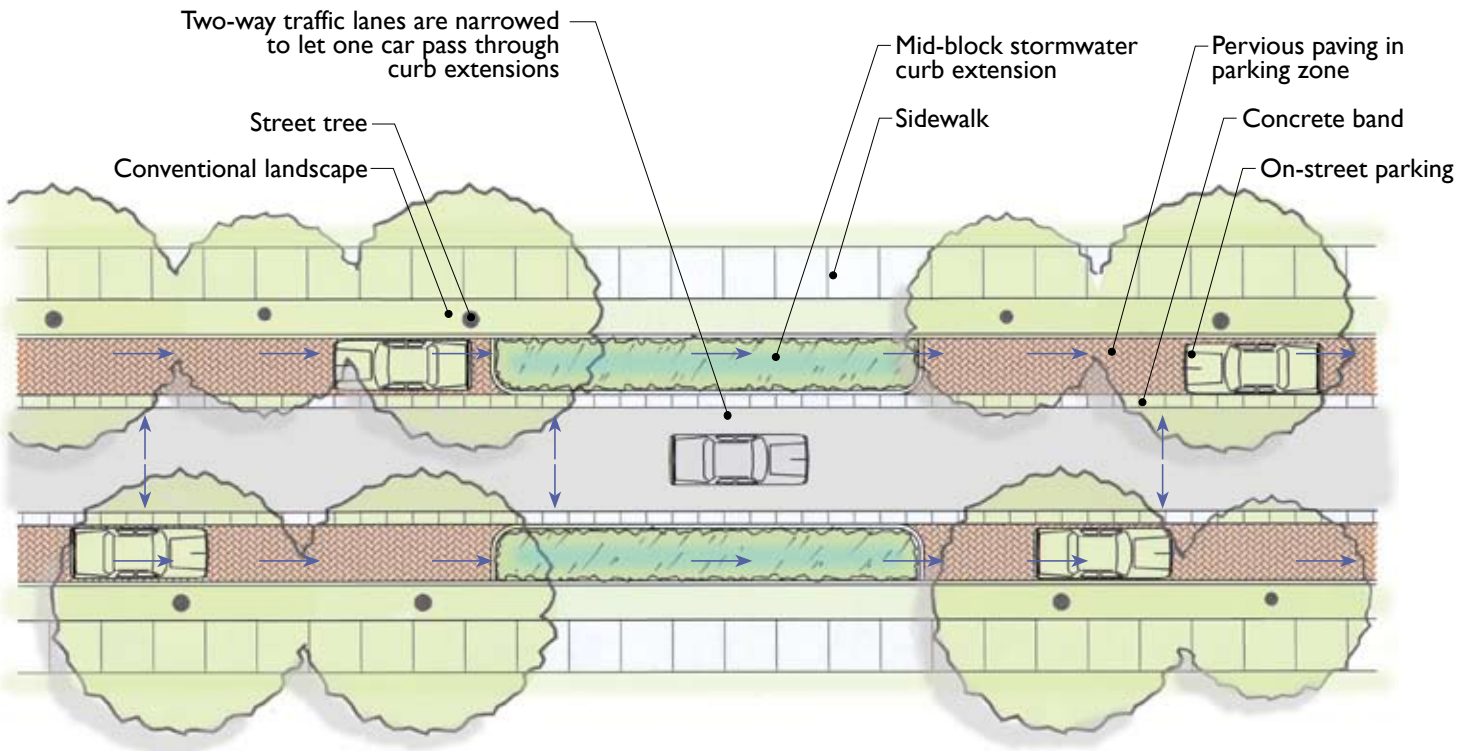 Two-way traffic lanes are narrowed
to let one car pass through
curb extensions
Mid-block stormwater
curb extension
Pervious paving in
parking zone
Street tree
Sidewalk
Concrete band
Conventional landscape
On-street parking